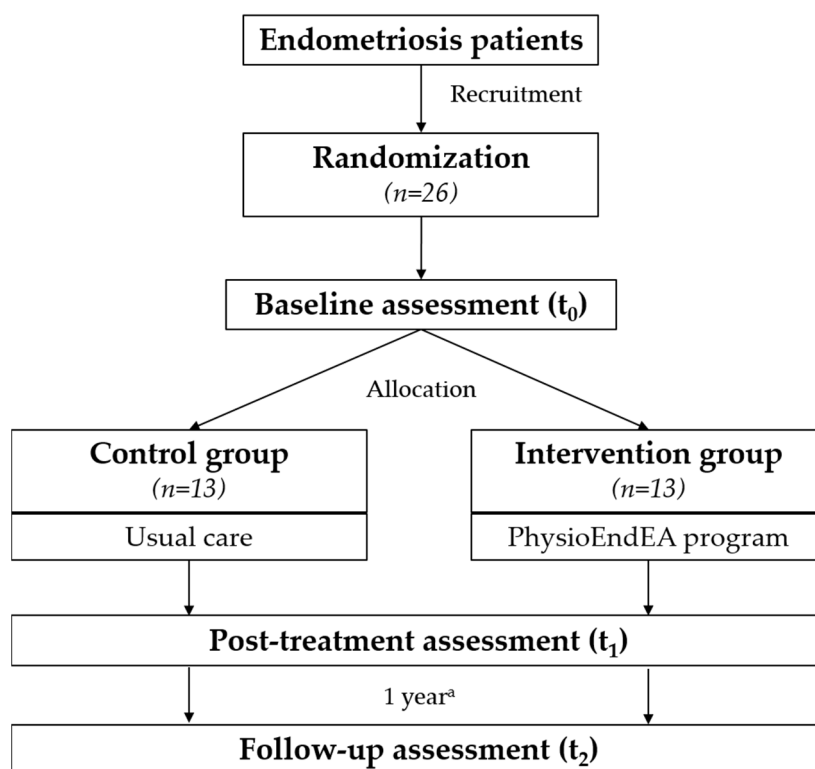 Endometriosis patients
Recruitment
Randomization
(n=26)
Baseline assessment (t₀)
Allocation
Control group
(n=13)
Usual care
Intervention group
(n=13)
PhysioEndEA program
Post-treatment assessment (t₁)
1 yearᵃ
Follow-up assessment (t₂)